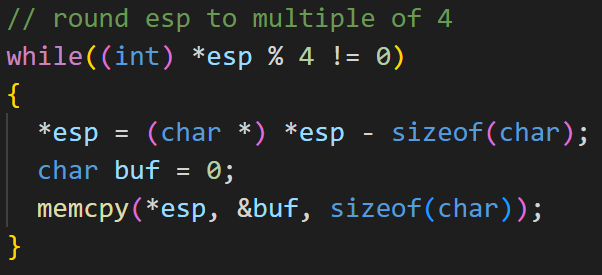 // round esp to multiple of 4
while((int) *esp % 4 != 0)
{
  *esp = (char *) *esp - sizeof(char);
  char buf = 0;
  memcpy(*esp, &buf, sizeof(char));
}